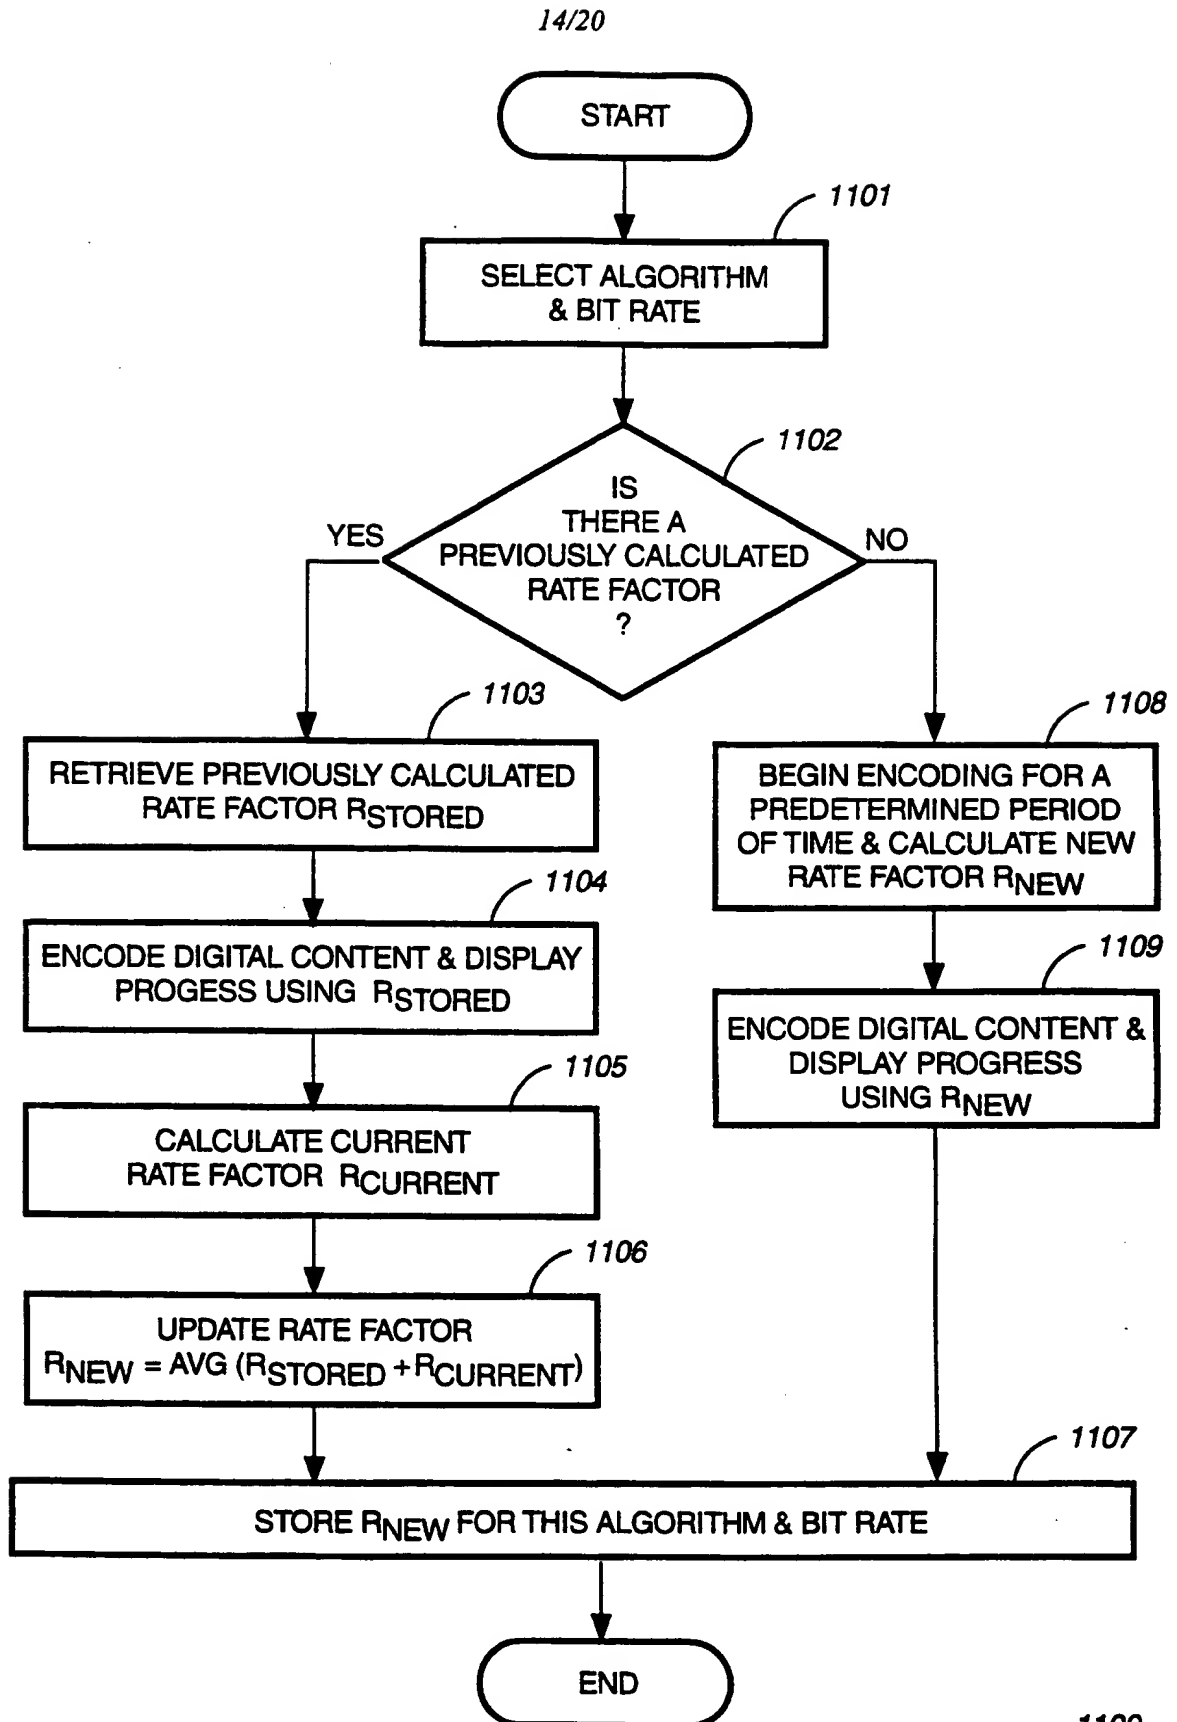 14/20
START
1101
SELECT ALGORITHM
& BIT RATE
1102
IS
THERE A
PREVIOUSLY CALCULATED
RATE FACTOR
?
YES
NO
1103
RETRIEVE PREVIOUSLY CALCULATED
RATE FACTOR RSTORED
1104
ENCODE DIGITAL CONTENT & DISPLAY
PROGESS USING RSTORED
1105
CALCULATE CURRENT
RATE FACTOR RCURRENT
1106
UPDATE RATE FACTOR
RNEW = AVG (RSTORED +RCURRENT)
1108
BEGIN ENCODING FOR A
PREDETERMINED PERIOD
OF TIME & CALCULATE NEW
RATE FACTOR RNEW
1109
ENCODE DIGITAL CONTENT &
DISPLAY PROGRESS
USING RNEW
1107
STORE RNEW FOR THIS ALGORITHM & BIT RATE
END